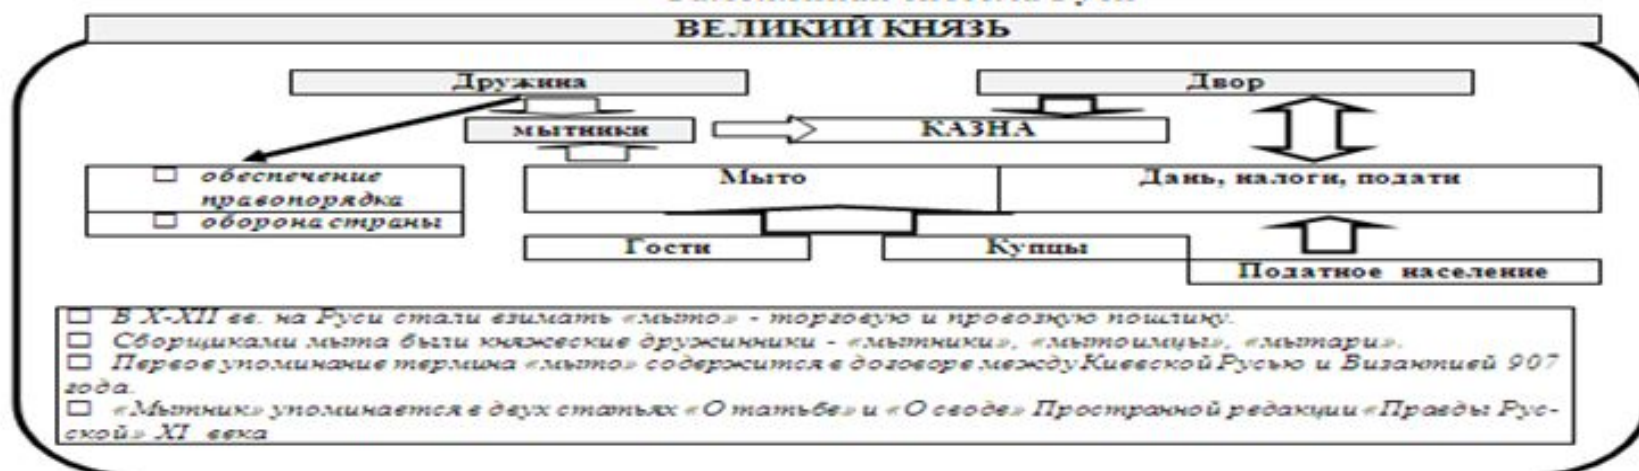 ВЕЛИКИЙ КНЯЗЬ
Дружина
Двор
мытники
КАЗНА
☐ обеспечение
правопорядка
☐ оборона страны
Мыто
Дань, налоги, подати
Гости
Купцы
Податное население
☐ В X-XII вв. на Руси стали взимать «мыто» - торговую и провозную пошлину.
☐ Сборщиками мыта были княжеские дружинники - «мытники», «мытоимцы», «мытари».
☐ Первое упоминание термина «мыто» содержится в договоре между Киевской Русью и Византией 907
года.
☐ «Мытник» упоминается в двух статьях «О татьбе» и «О своде» Пространной редакции «Правды Рус-
ской» XI века